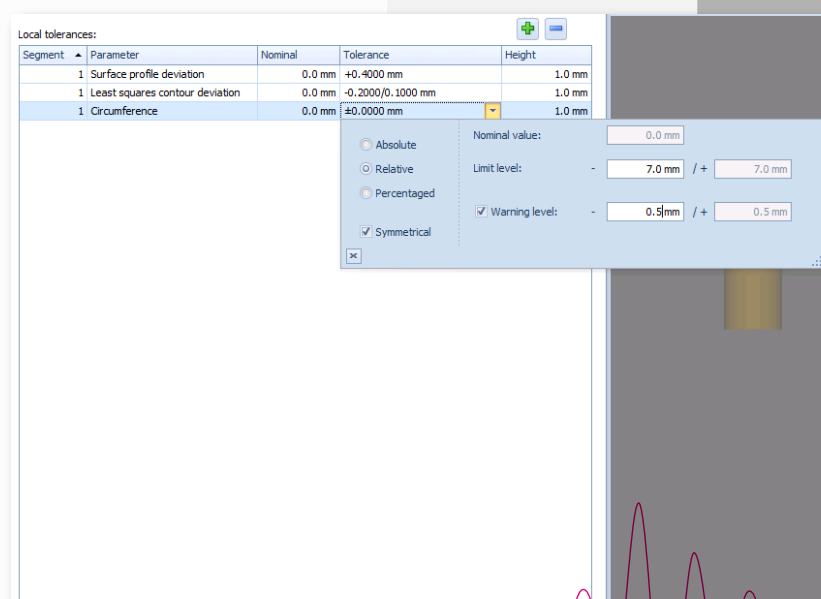 Local tolerances:
Segment Parameter Nominal Tolerance Height
1 Surface profile deviation 0.0 mm +0.4000 mm 1.0 mm
1 Least squares contour deviation 0.0 mm -0.2000/0.1000 mm 1.0 mm
1 Circumference 0.0 mm ±0.0000 mm 1.0 mm
Absolute Nominal value: 0.0 mm
Relative Limit level: - 7.0 mm / + 7.0 mm
Percentaged
Warning level: - 0.5 mm / + 0.5 mm
Symmetrical